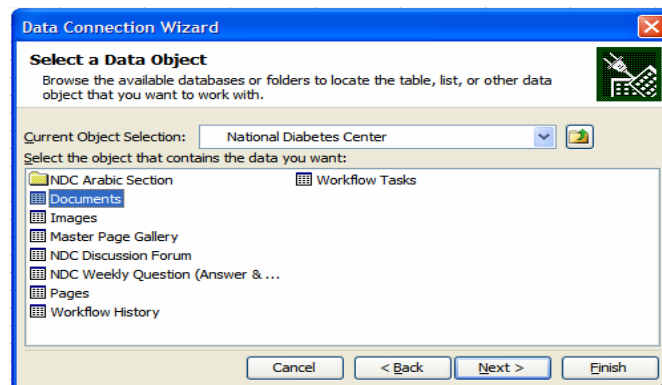 Data Connection Wizard
Select a Data Object
Browse the available databases or folders to locate the table, list, or other data
object that you want to work with.
Current Object Selection: National Diabetes Center
Select the object that contains the data you want:
NDC Arabic Section
Documents
Images
Master Page Gallery
NDC Discussion Forum
NDC Weekly Question (Answer & ...
Pages
Workflow History
Workflow Tasks
Cancel < Back Next > Finish